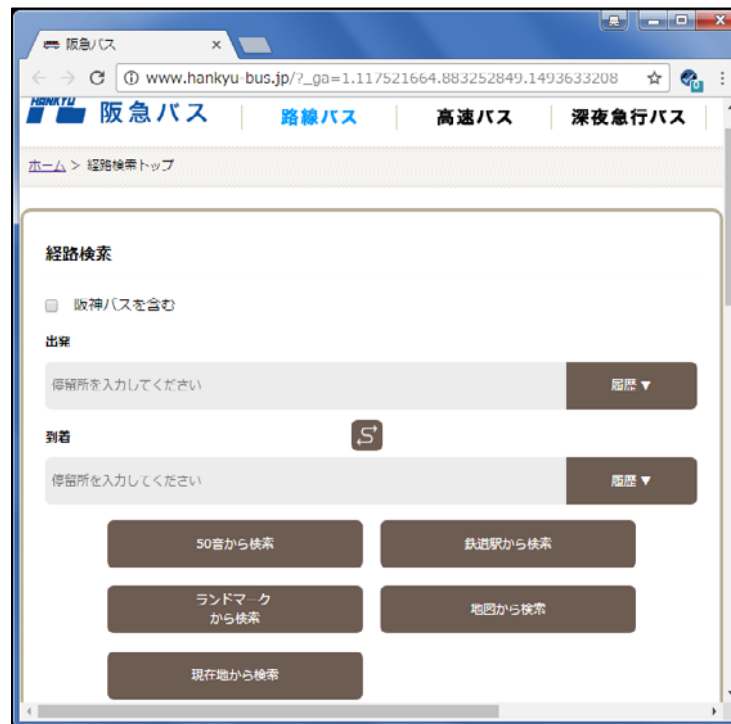 阪急バス
www.hankyu-bus.jp/?_ga=1.117521664.883252849.1493633208
HANKYU 阪急バス 路線バス 高速バス 深夜急行バス
ホーム > 経路検索トップ
経路検索
阪神バスを含む
出発
停留所を入力してください 履歴▼
到着
停留所を入力してください 履歴▼
50音から検索 鉄道駅から検索
ランドマーク
から検索 地図から検索
現在地から検索